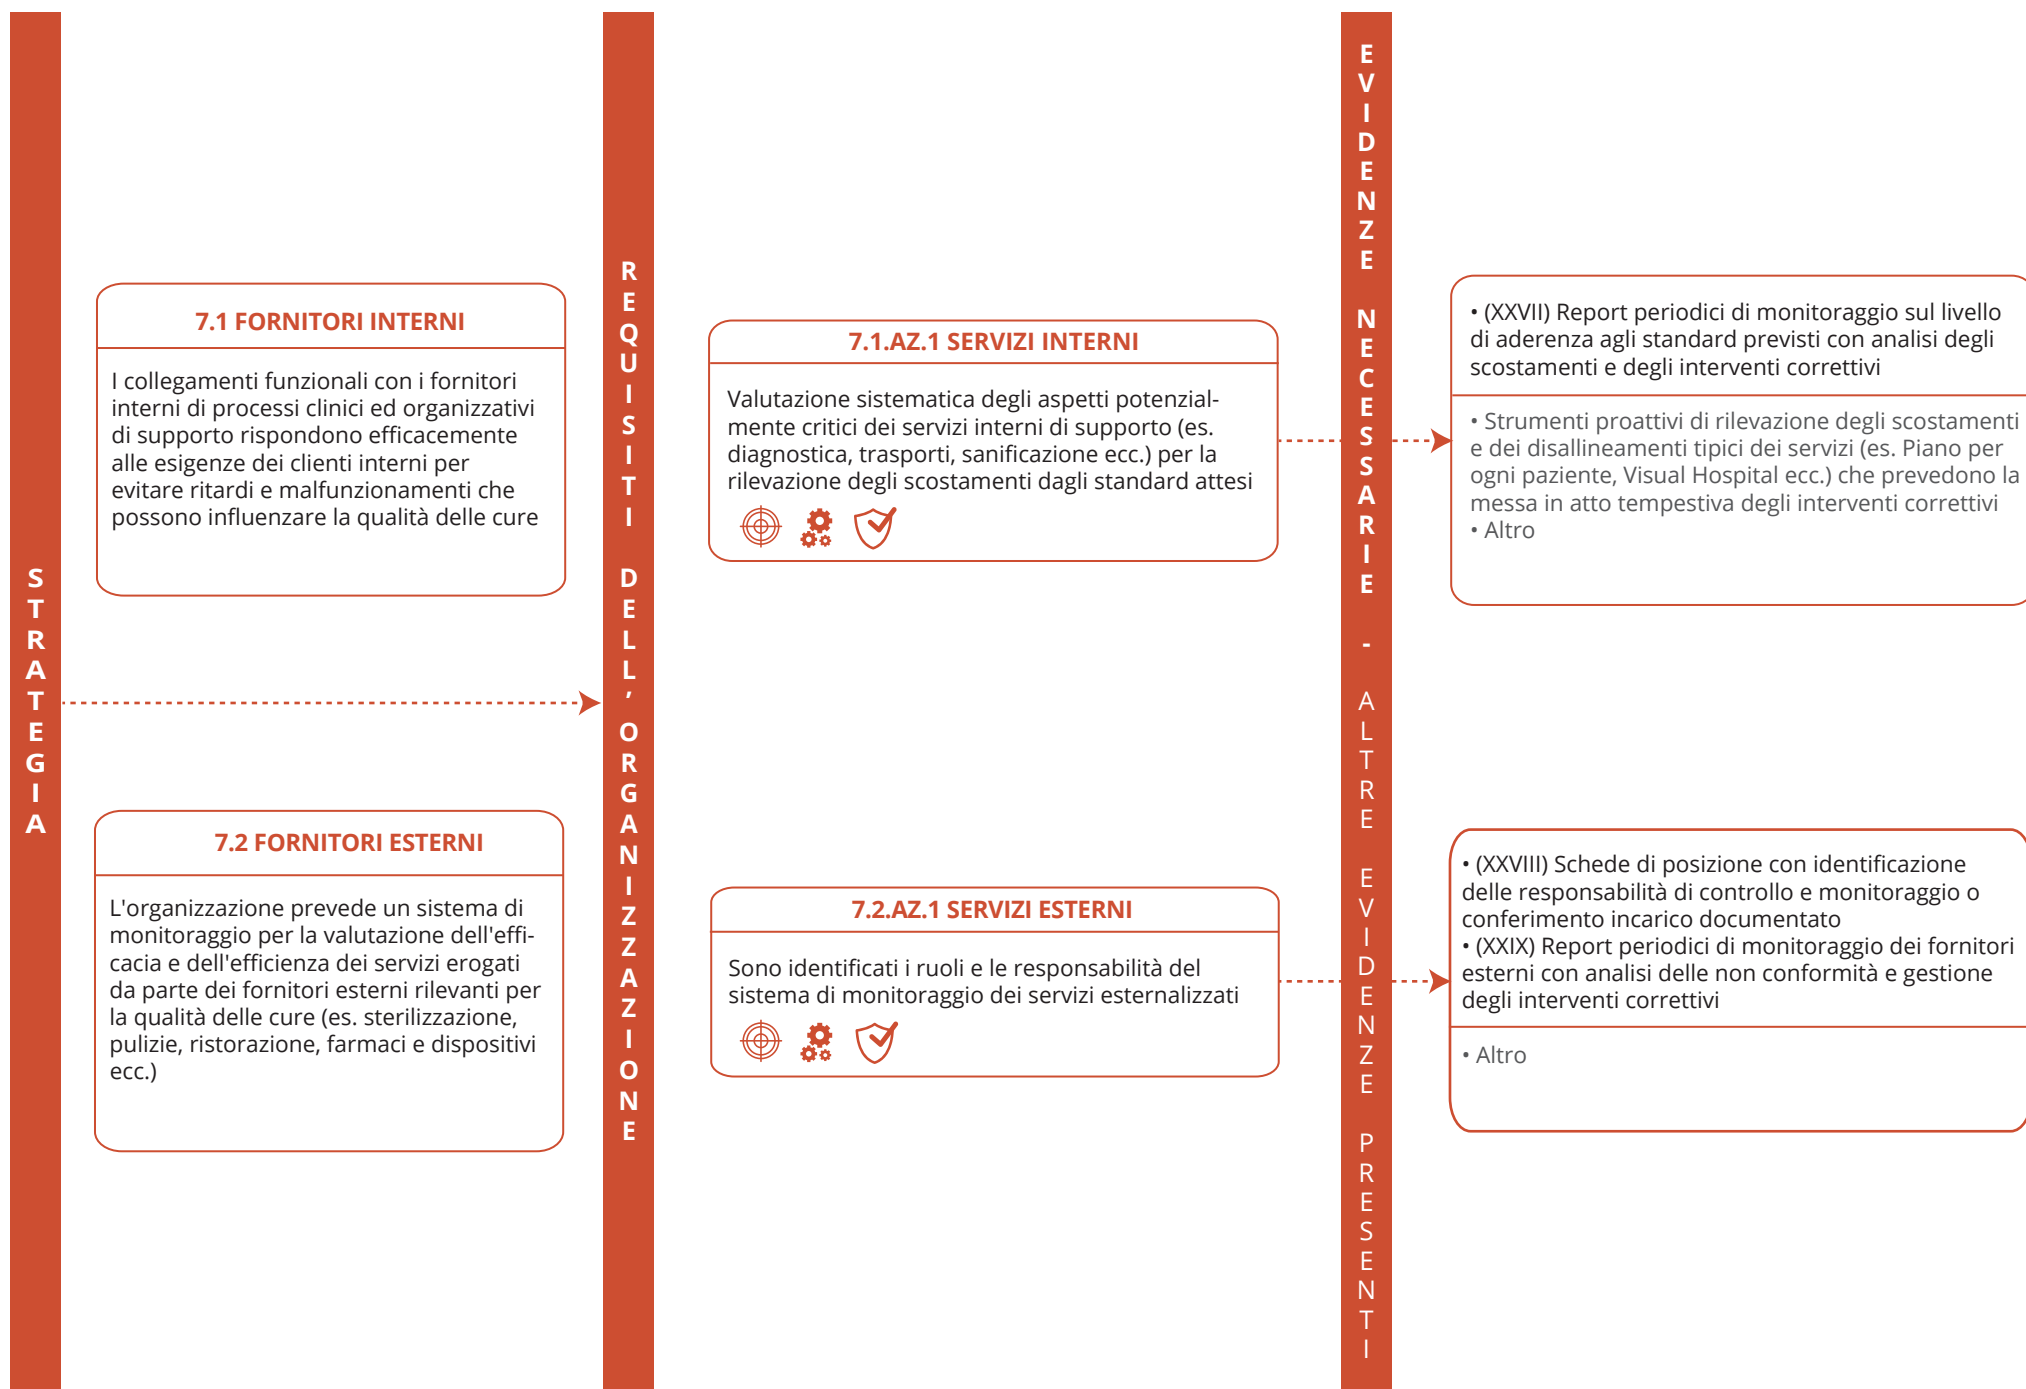 STRATEGIA
7.1 FORNITORI INTERNI
I collegamenti funzionali con i fornitori
interni di processi clinici ed organizzativi
di supporto rispondono efficacemente
alle esigenze dei clienti interni per
evitare ritardi e malfunzionamenti che
possono influenzare la qualità delle cure
7.2 FORNITORI ESTERNI
L'organizzazione prevede un sistema di
monitoraggio per la valutazione dell'effi-
cacia e dell'efficienza dei servizi erogati
da parte dei fornitori esterni rilevanti per
la qualità delle cure (es. sterilizzazione,
pulizie, ristorazione, farmaci e dispositivi
ecc.)
REQUISITI DELL' ORGANIZZAZIONE
7.1.AZ.1 SERVIZI INTERNI
Valutazione sistematica degli aspetti potenzial-
mente critici dei servizi interni di supporto (es.
diagnostica, trasporti, sanificazione ecc.) per la
rilevazione degli scostamenti dagli standard attesi
7.2.AZ.1 SERVIZI ESTERNI
Sono identificati i ruoli e le responsabilità del
sistema di monitoraggio dei servizi esternalizzati
EVIDENZE NECESSARIE - ALTRE EVIDENZE PRESENTI
• (XXVII) Report periodici di monitoraggio sul livello
di aderenza agli standard previsti con analisi degli
scostamenti e degli interventi correttivi
• Strumenti proattivi di rilevazione degli scostamenti
e dei disallineamenti tipici dei servizi (es. Piano per
ogni paziente, Visual Hospital ecc.) che prevedono la
messa in atto tempestiva degli interventi correttivi
• Altro
• (XXVIII) Schede di posizione con identificazione
delle responsabilità di controllo e monitoraggio o
conferimento incarico documentato
• (XXIX) Report periodici di monitoraggio dei fornitori
esterni con analisi delle non conformità e gestione
degli interventi correttivi
• Altro